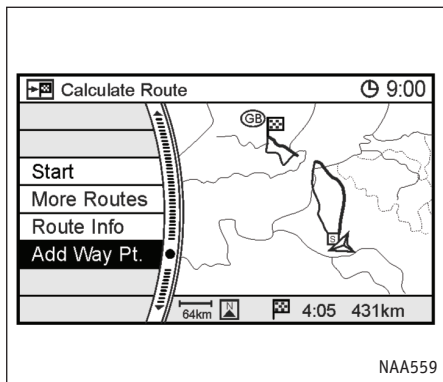 Calculate Route 9:00
GB
Start
More Routes
Route Info
Add Way Pt.
S
64km N 4:05 431km
NAA559